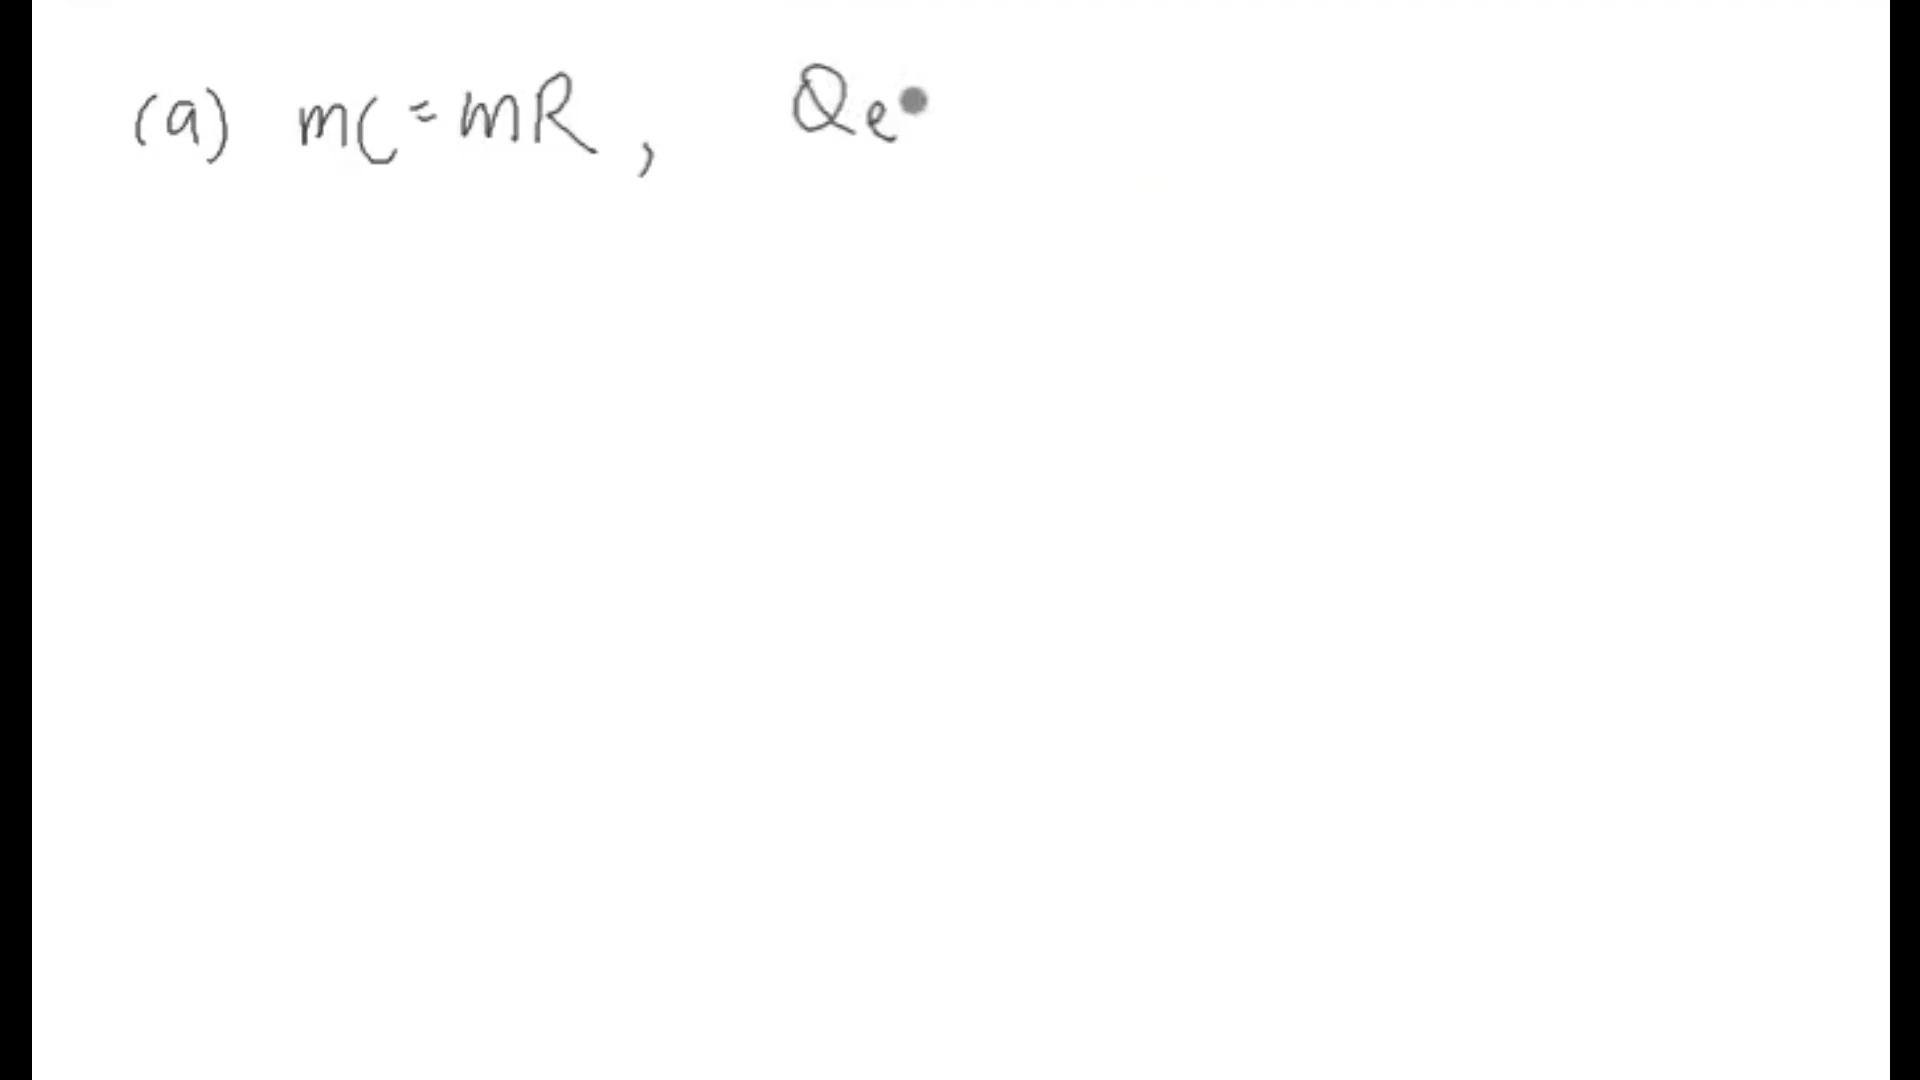 (a) mC = mR , Qe